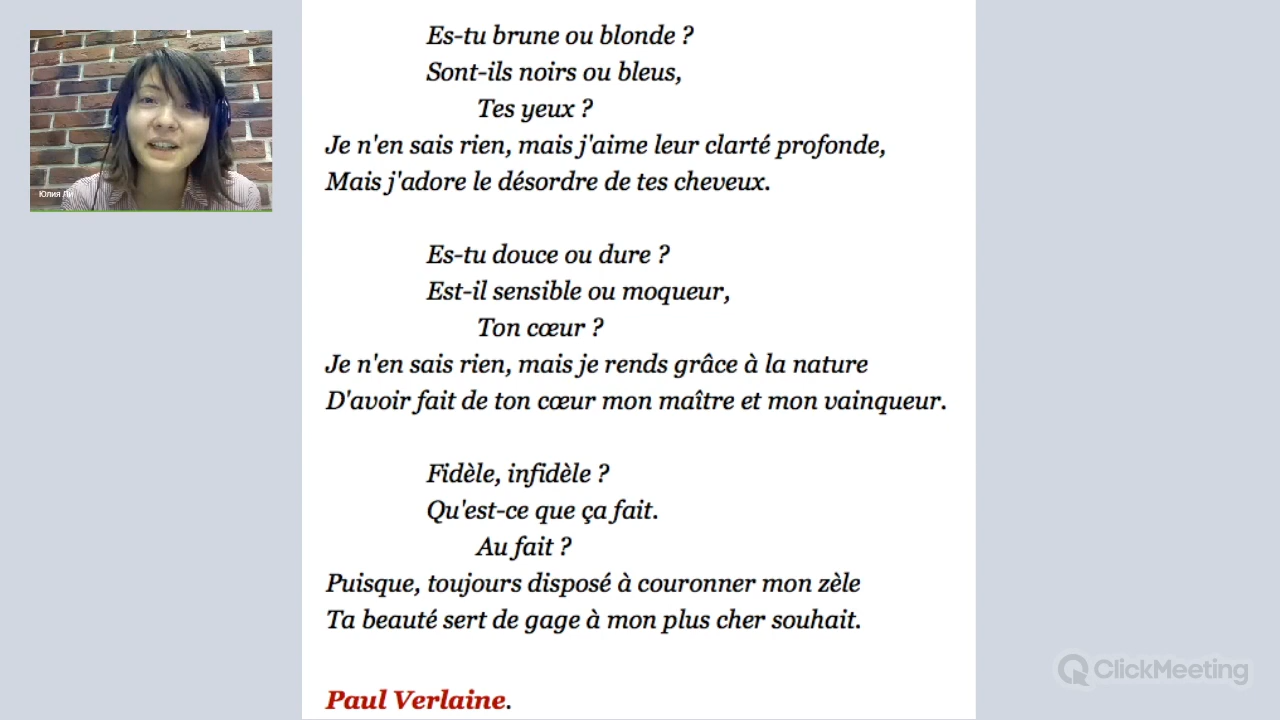 Es-tu brune ou blonde ?
Sont-ils noirs ou bleus,
Tes yeux ?
Je n'en sais rien, mais j'aime leur clarté profonde,
Mais j'adore le désordre de tes cheveux.
Es-tu douce ou dure ?
Est-il sensible ou moqueur,
Ton cœur ?
Je n'en sais rien, mais je rends grâce à la nature
D'avoir fait de ton cœur mon maître et mon vainqueur.
Fidèle, infidèle ?
Qu'est-ce que ça fait.
Au fait ?
Puisque, toujours disposé à couronner mon zèle
Ta beauté sert de gage à mon plus cher souhait.
Paul Verlaine.
Юлия Ли
ClickMeeting